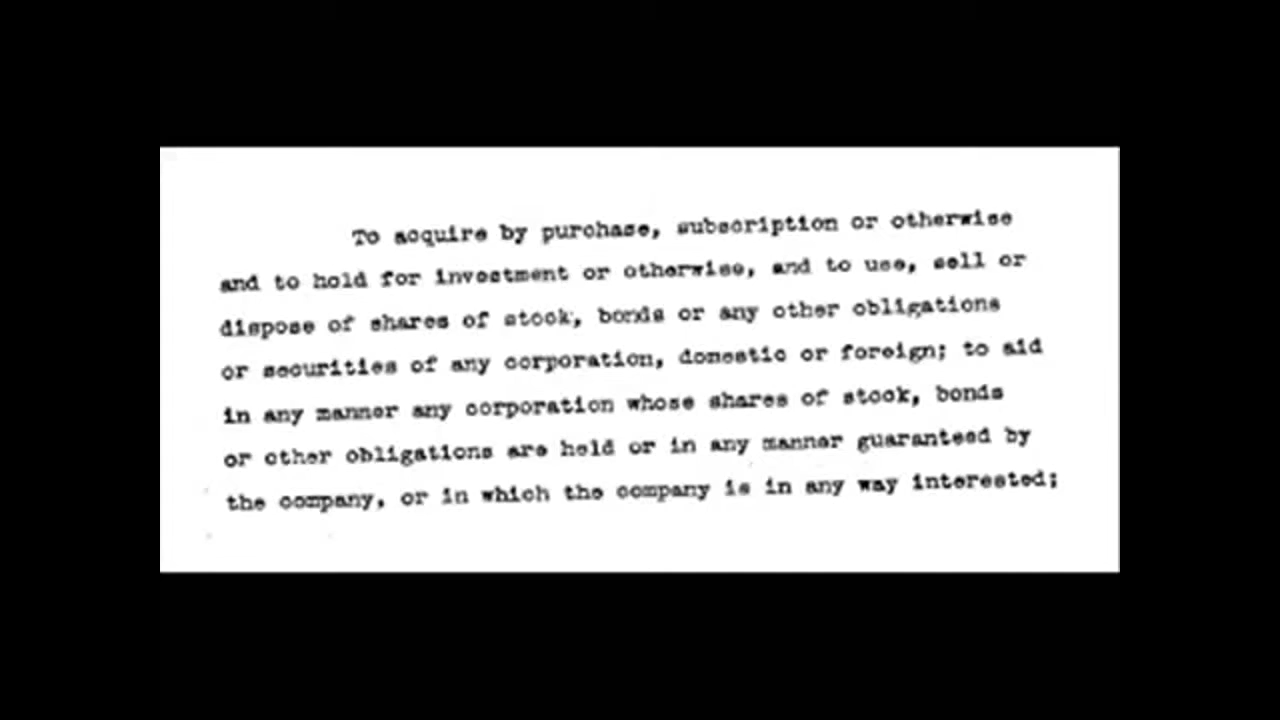 To acquire by purchase, subscription or otherwise
and to hold for investment or otherwise, and to use, sell or
dispose of shares of stock, bonds or any other obligations
or securities of any corporation, domestic or foreign; to aid
in any manner any corporation whose shares of stock, bonds
or other obligations are held or in any manner guaranteed by
the company, or in which the company is in any way interested;